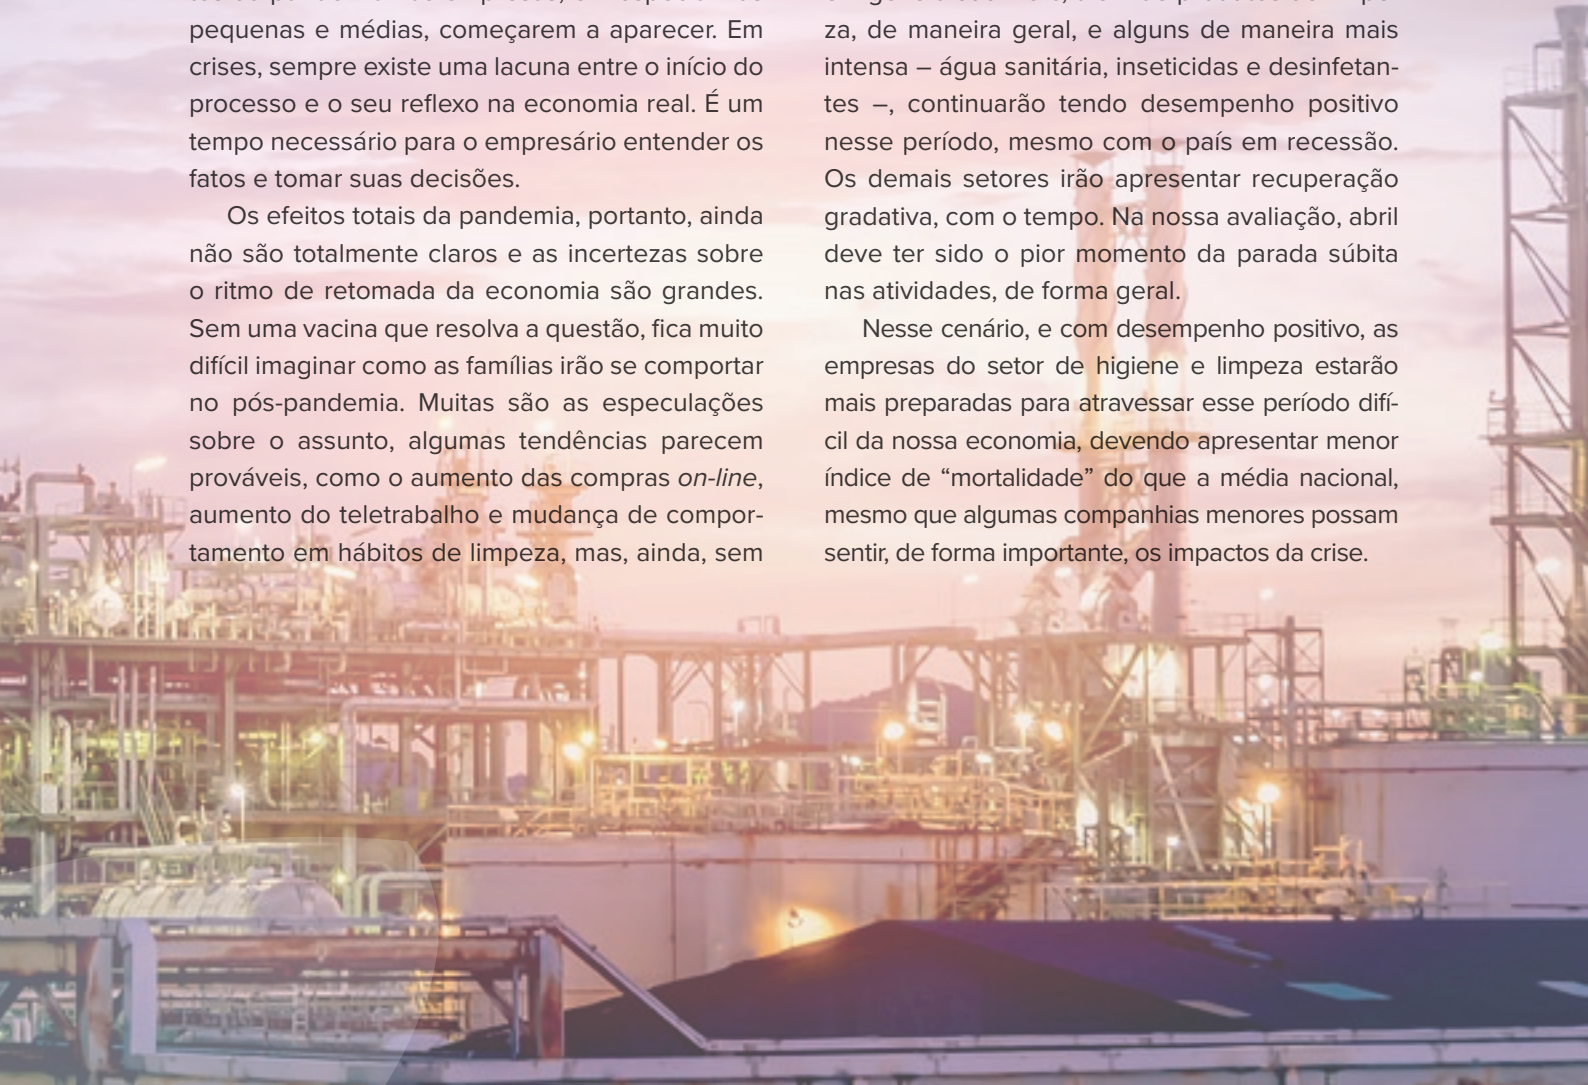 pequenas e médias, começarem a aparecer. Em
crises, sempre existe uma lacuna entre o início do
processo e o seu reflexo na economia real. É um
tempo necessário para o empresário entender os
fatos e tomar suas decisões.
Os efeitos totais da pandemia, portanto, ainda
não são totalmente claros e as incertezas sobre
o ritmo de retomada da economia são grandes.
Sem uma vacina que resolva a questão, fica muito
difícil imaginar como as famílias irão se comportar
no pós-pandemia. Muitas são as especulações
sobre o assunto, algumas tendências parecem
prováveis, como o aumento das compras on-line,
aumento do teletrabalho e mudança de compor-
tamento em hábitos de limpeza, mas, ainda, sem
za, de maneira geral, e alguns de maneira mais
intensa – água sanitária, inseticidas e desinfetan-
tes –, continuarão tendo desempenho positivo
nesse período, mesmo com o país em recessão.
Os demais setores irão apresentar recuperação
gradativa, com o tempo. Na nossa avaliação, abril
deve ter sido o pior momento da parada súbita
nas atividades, de forma geral.
Nesse cenário, e com desempenho positivo, as
empresas do setor de higiene e limpeza estarão
mais preparadas para atravessar esse período difí-
cil da nossa economia, devendo apresentar menor
índice de “mortalidade” do que a média nacional,
mesmo que algumas companhias menores possam
sentir, de forma importante, os impactos da crise.